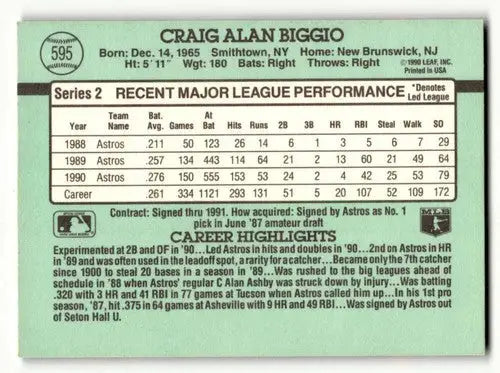 595
CRAIG ALAN BIGGIO
Born: Dec. 14, 1965 Smithtown, NY Home: New Brunswick, NJ
Ht: 5' 11" Wgt: 180 Bats: Right Throws: Right
©1990 LEAF, INC.
Printed in USA
Series 2 RECENT MAJOR LEAGUE PERFORMANCE *Denotes Led League
Year Team Name Bat. Avg. Games At Bat Hits Runs 2B 3B HR RBI Steal Walk SO
1988 Astros .211 50 123 26 14 6 1 3 5 6 7 29
1989 Astros .257 134 443 114 64 21 2 13 60 21 49 64
1990 Astros .276 150 555 153 53 24 2 4 42 25 53 79
Career .261 334 1121 293 131 51 5 20 107 52 109 172
Contract: Signed thru 1991. How acquired: Signed by Astros as No. 1
pick in June '87 amateur draft
CAREER HIGHLIGHTS
Experimented at 2B and OF in '90...Led Astros in hits and doubles in '90...2nd on Astros in HR
in '89 and was often used in the leadoff spot, a rarity for a catcher...Became only the 7th catcher
since 1900 to steal 20 bases in a season in '89...Was rushed to the big leagues ahead of
schedule in '88 when Astros' regular C Alan Ashby was struck down by injury...Was batting
.320 with 3 HR and 41 RBI in 77 games at Tucson when Astros called him up...In his 1st pro
season, '87, hit .375 in 64 games at Asheville with 9 HR and 49 RBI...Was signed by Astros out
of Seton Hall U.
MLB